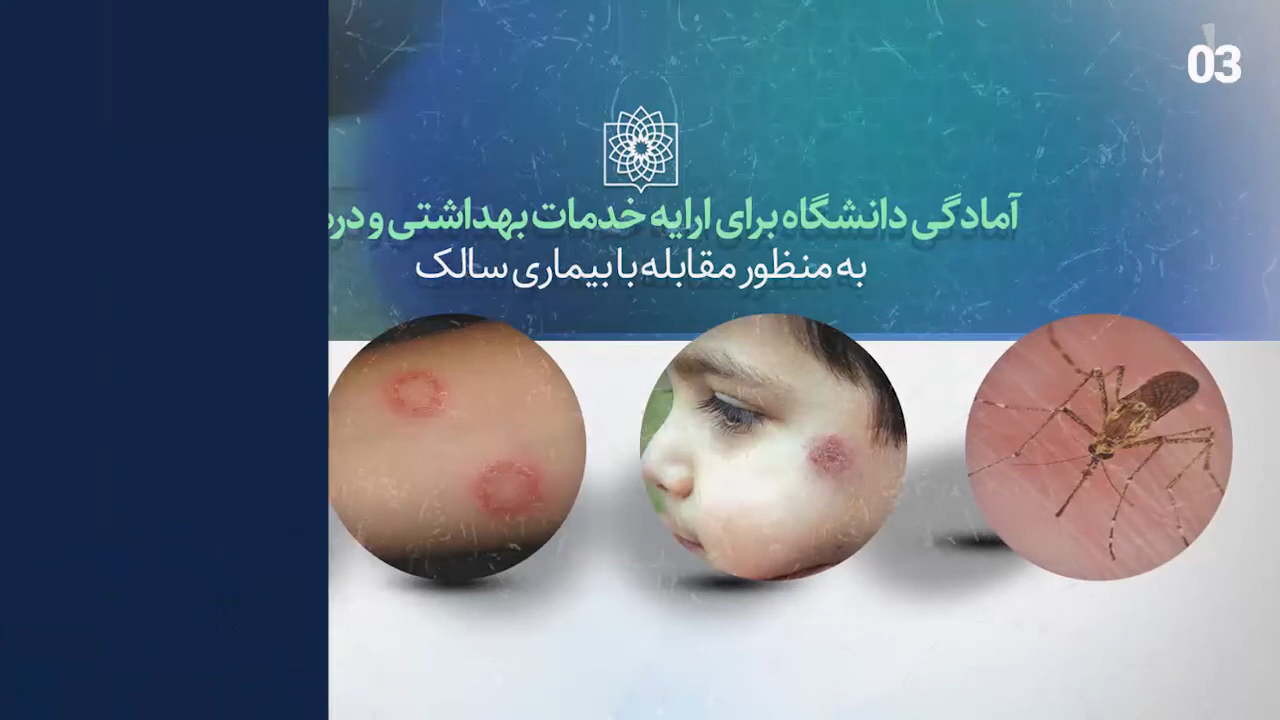 03
آمادگی دانشگاه برای ارایه خدمات بهداشتی و
به منظور مقابله با بیماری سالک